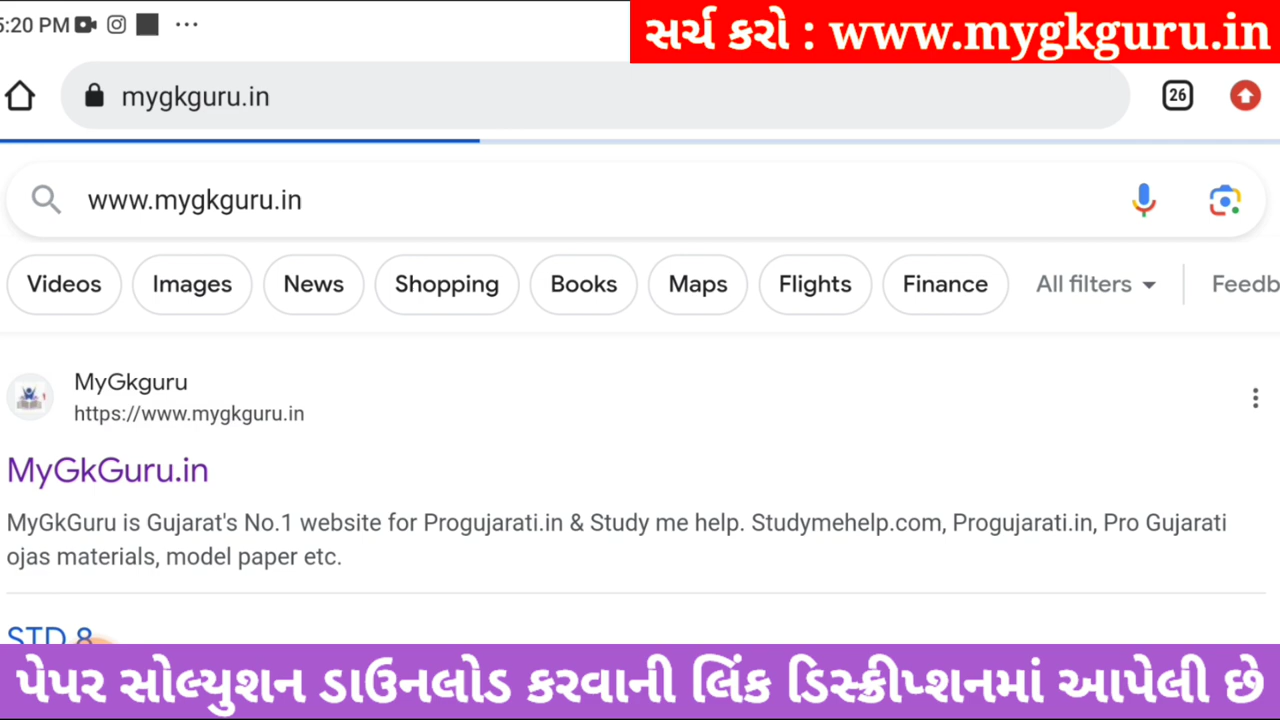 5:20 PM
સર્ચ કરો : www.mygkguru.in
mygkguru.in
26
www.mygkguru.in
Videos Images News Shopping Books Maps Flights Finance All filters Feedb
MyGkguru
https://www.mygkguru.in
MyGkGuru.in
MyGkGuru is Gujarat's No.1 website for Progujarati.in & Study me help. Studymehelp.com, Progujarati.in, Pro Gujarati
ojas materials, model paper etc.
STD 8
પેપર સોલ્યુશન ડાઉનલોડ કરવાની લિંક ડિસ્ક્રીપ્શનમાં આપેલી છે